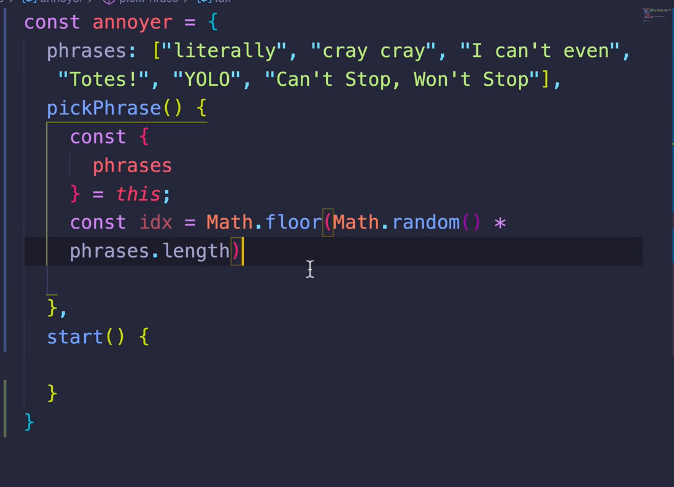 const annoyer = {
phrases: ["literally", "cray cray", "I can't even",
"Totes!", "YOLO", "Can't Stop, Won't Stop"],
pickPhrase() {
const {
phrases
} = this;
const idx = Math.floor(Math.random() *
phrases.length)
},
start() {
}
}